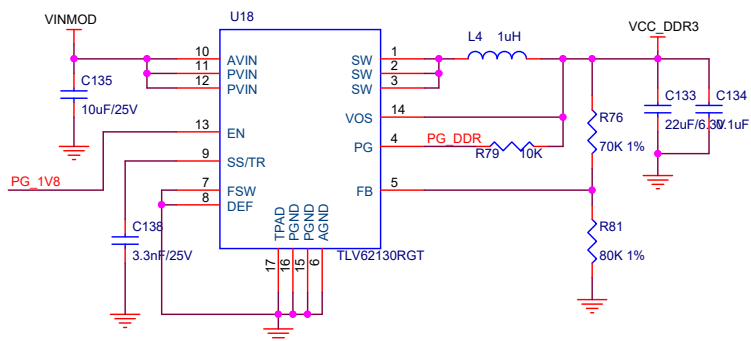 U18
VINMOD
VCC_DDR3
L4 1uH
10 AVIN SW 1
11 PVIN SW 2
12 PVIN SW 3
C135
10uF/25V
C133
22uF/6.3V
C134
0.1uF
VOS 14
13 EN
R76
70K 1%
PG 4 PG_DDR
R79 10K
9 SS/TR
PG_1V8
7 FSW
8 DEF
FB 5
C138
3.3nF/25V
R81
80K 1%
TPAD PGND PGND AGND
17 16 15 6
TLV62130RGT